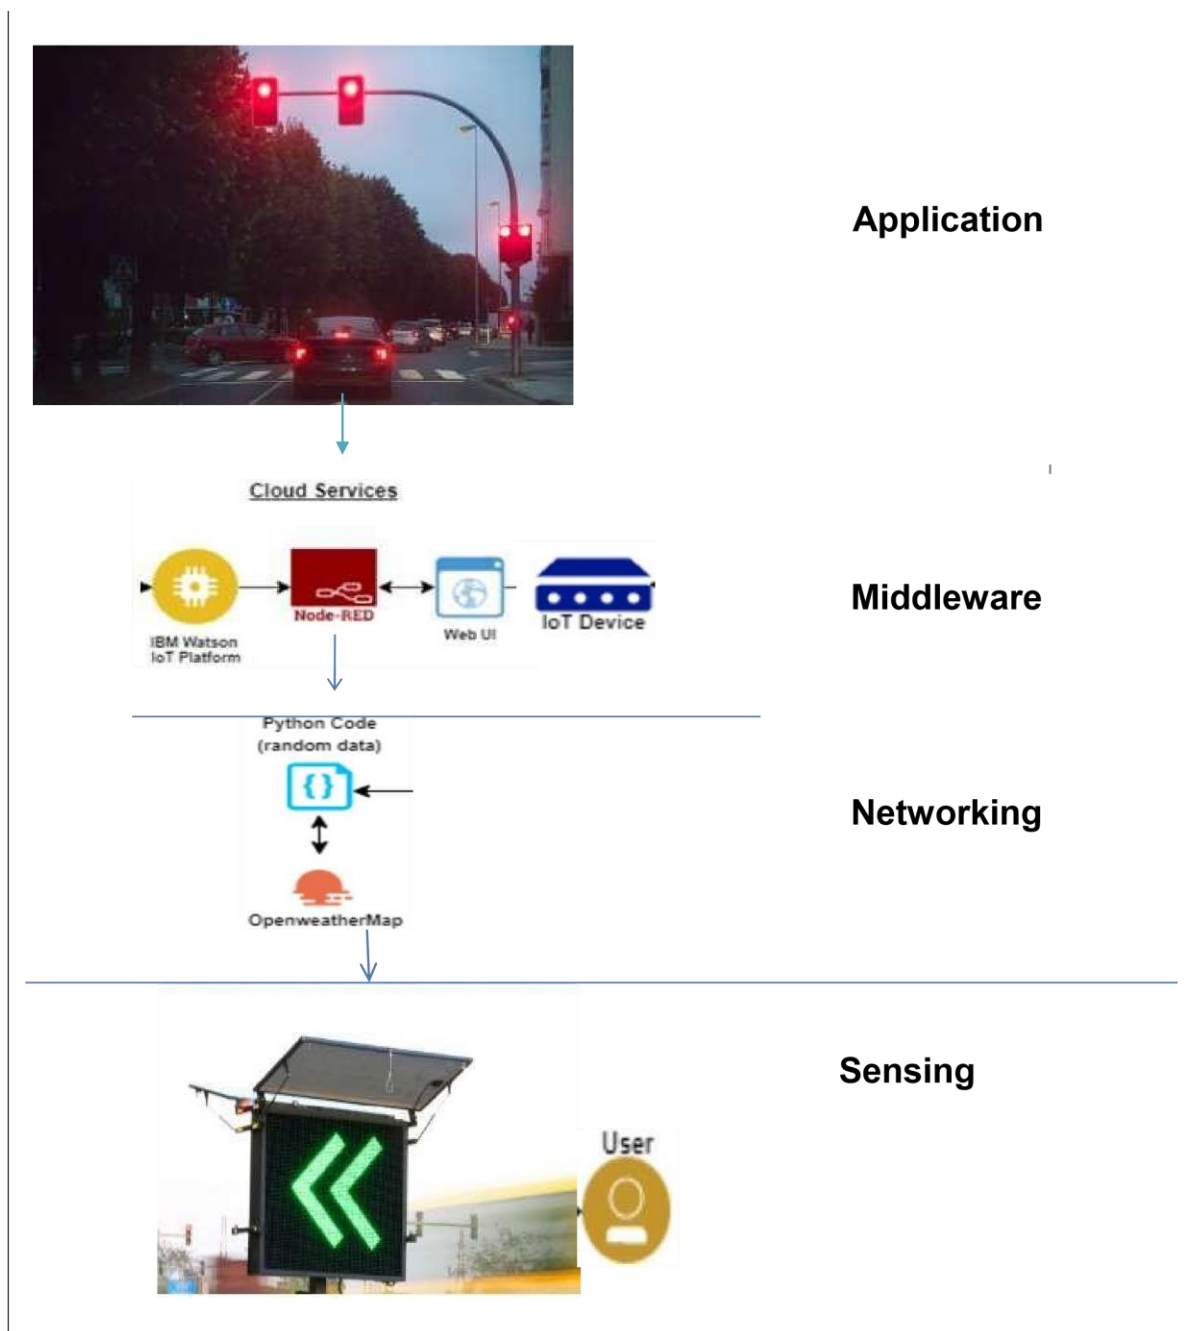 Application
Cloud Services
IBM Watson
IoT Platform
Node-RED
Web UI
IoT Device
Middleware
Python Code
(random data)
Networking
OpenweatherMap
Sensing
User